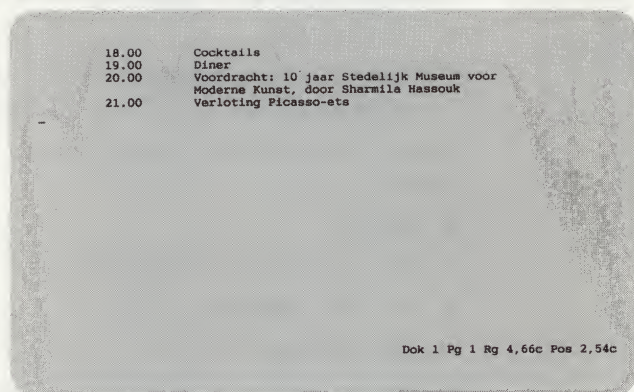 18.00 Cocktails
19.00 Diner
20.00 Voordracht: 10 jaar Stedelijk Museum voor
Moderne Kunst, door Sharmila Hassouk
21.00 Verloting Picasso-ets
Dok 1 Pg 1 Rg 4,66c Pos 2,54c